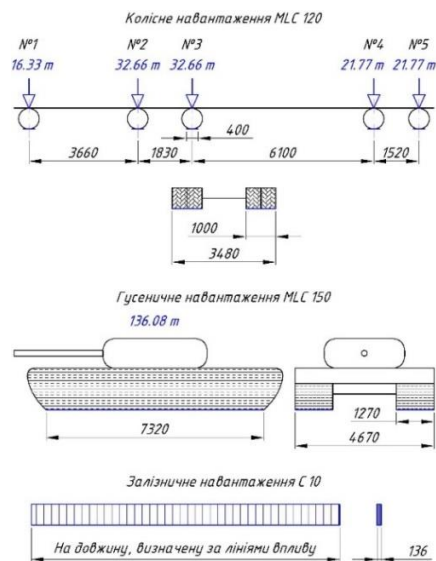 Колісне навантаження MLC 120
№1 №2 №3 №4 №5
16.33 т 32.66 т 32.66 т 21.77 т 21.77 т
400
3660 1830 6100 1520
1000
3480
Гусеничне навантаження MLC 150
136.08 т
7320
1270
4670
Залізничне навантаження С 10
На довжину, визначену за лініями впливу
136